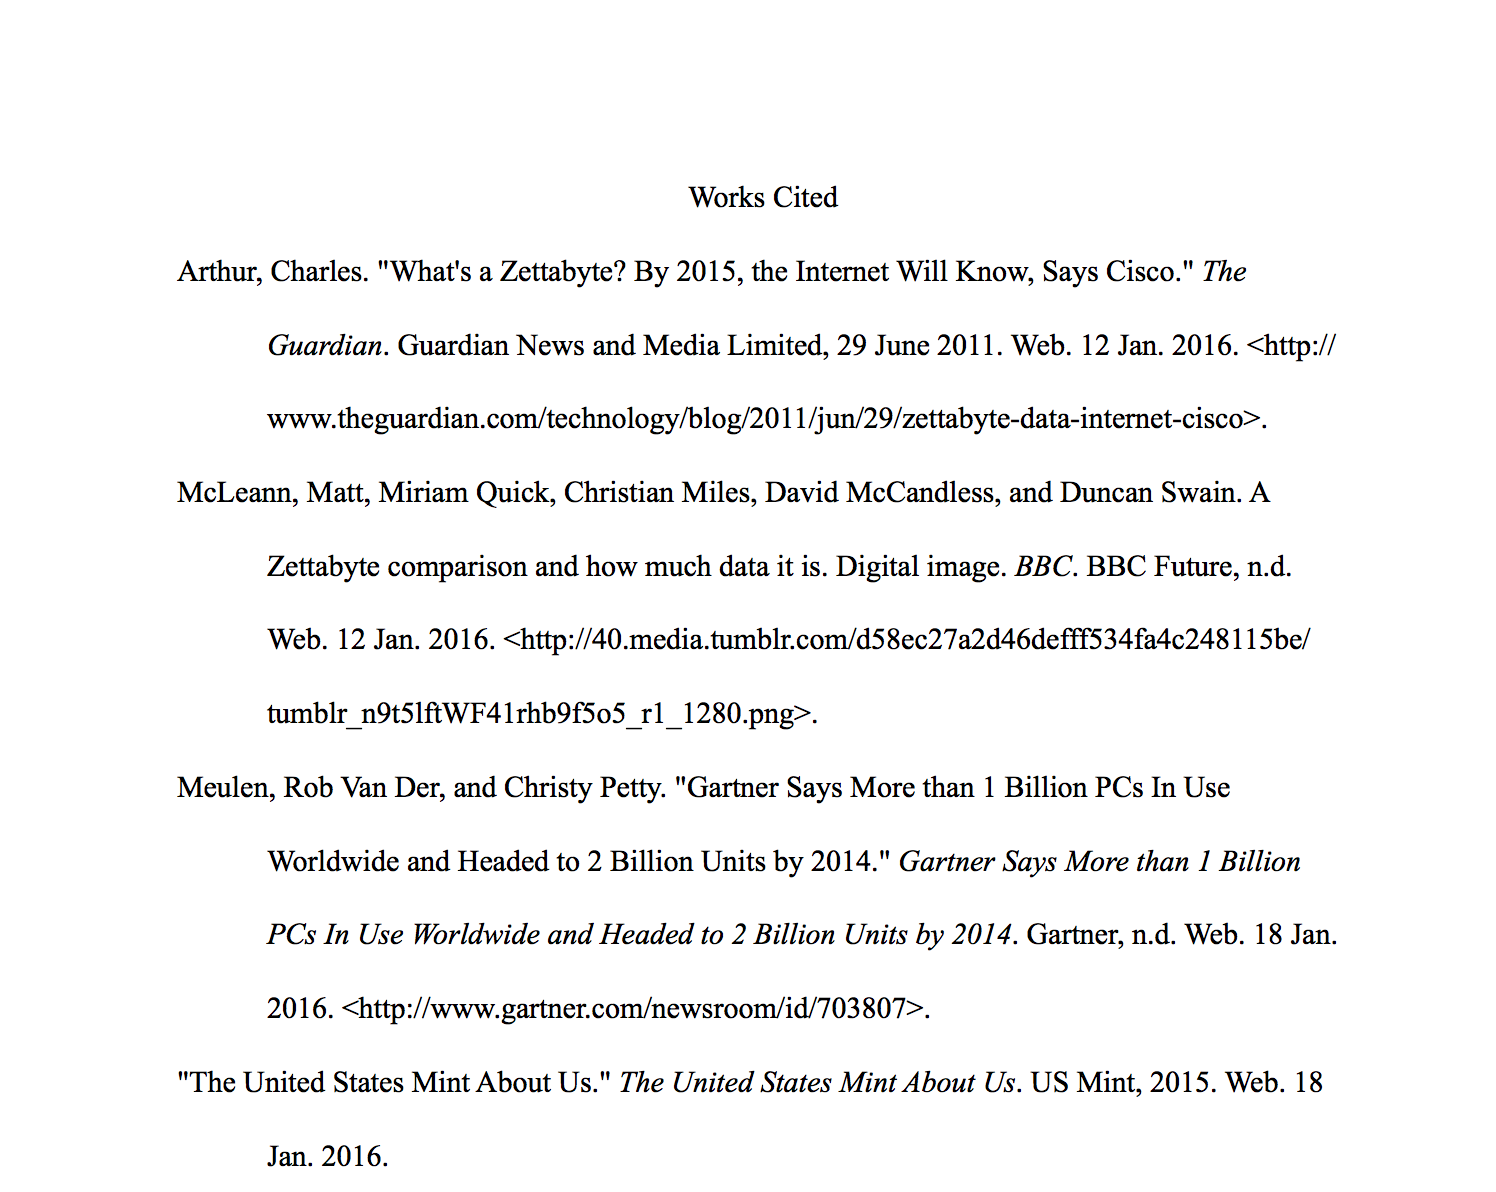 Works Cited
Arthur, Charles. "What's a Zettabyte? By 2015, the Internet Will Know, Says Cisco." The
Guardian. Guardian News and Media Limited, 29 June 2011. Web. 12 Jan. 2016. <http://
www.theguardian.com/technology/blog/2011/jun/29/zettabyte-data-internet-cisco>.
McLeann, Matt, Miriam Quick, Christian Miles, David McCandless, and Duncan Swain. A
Zettabyte comparison and how much data it is. Digital image. BBC. BBC Future, n.d.
Web. 12 Jan. 2016. <http://40.media.tumblr.com/d58ec27a2d46defff534fa4c248115be/
tumblr_n9t5lftWF41rhb9f5o5_r1_1280.png>.
Meulen, Rob Van Der, and Christy Petty. "Gartner Says More than 1 Billion PCs In Use
Worldwide and Headed to 2 Billion Units by 2014." Gartner Says More than 1 Billion
PCs In Use Worldwide and Headed to 2 Billion Units by 2014. Gartner, n.d. Web. 18 Jan.
2016. <http://www.gartner.com/newsroom/id/703807>.
"The United States Mint About Us." The United States Mint About Us. US Mint, 2015. Web. 18
Jan. 2016.